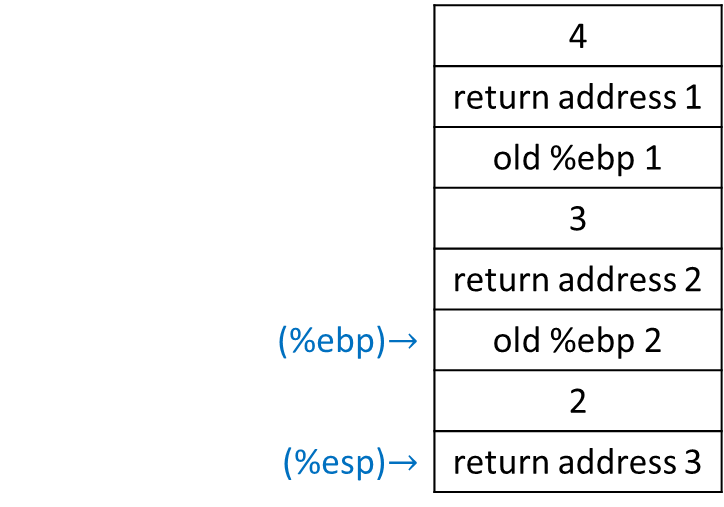 4
return address 1
old %ebp 1
3
return address 2
(%ebp)→ old %ebp 2
2
(%esp)→ return address 3